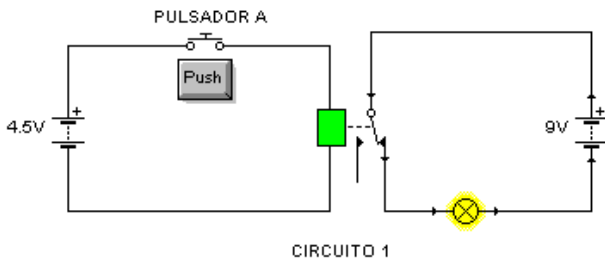 PULSADOR A
Push
+
4.5V
+
9V
CIRCUITO 1